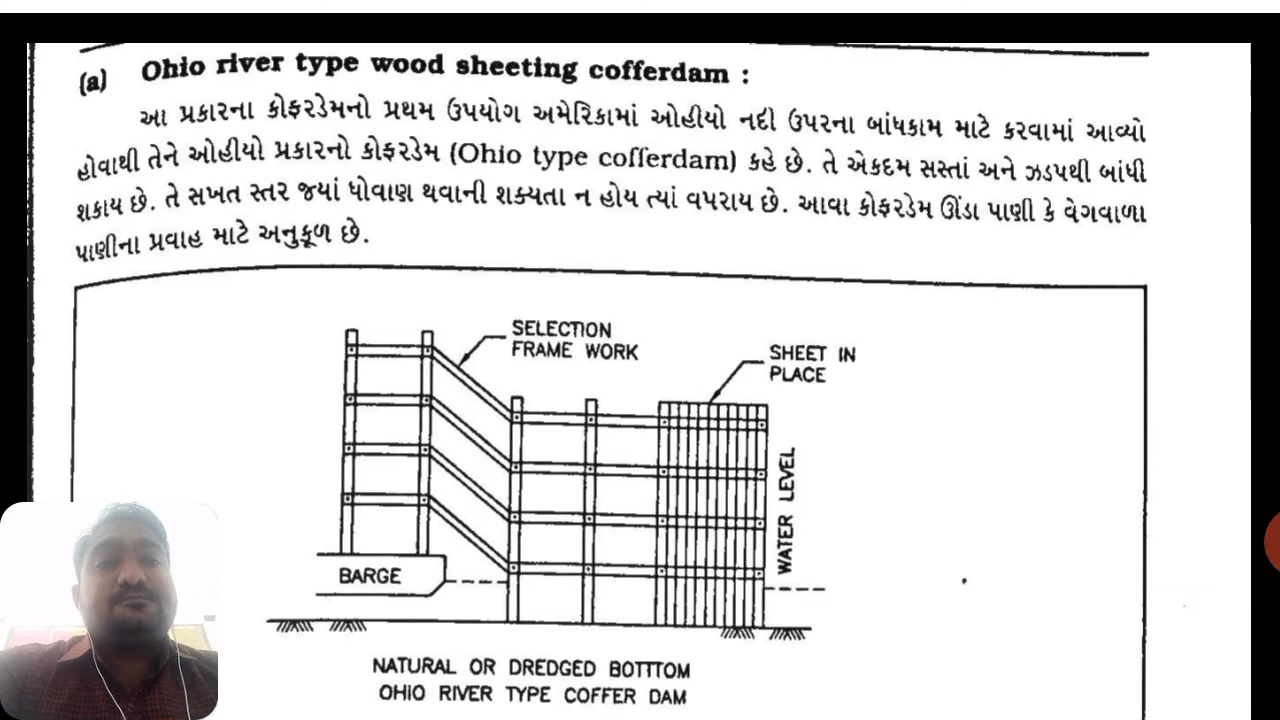 (a) Ohio river type wood sheeting cofferdam :
આ પ્રકારના કોફરડેમનો પ્રથમ ઉપયોગ અમેરિકામાં ઓહીયો નદી ઉપરના બાંધકામ માટે કરવામાં આવ્યો
હોવાથી તેને ઓહીયો પ્રકારનો કોફરડેમ (Ohio type cofferdam) કહે છે. તે એકદમ સસ્તાં અને ઝડપથી બાંધી
શકાય છે. તે સખત સ્તર જયાં ધોવાણ થવાની શક્યતા ન હોય ત્યાં વપરાય છે. આવા કોફરડેમ ઊંડા પાણી કે વેગવાળા
પાણીના પ્રવાહ માટે અનુકૂળ છે.
SELECTION
FRAME WORK
SHEET IN
PLACE
WATER LEVEL
BARGE
NATURAL OR DREDGED BOTTTOM
OHIO RIVER TYPE COFFER DAM